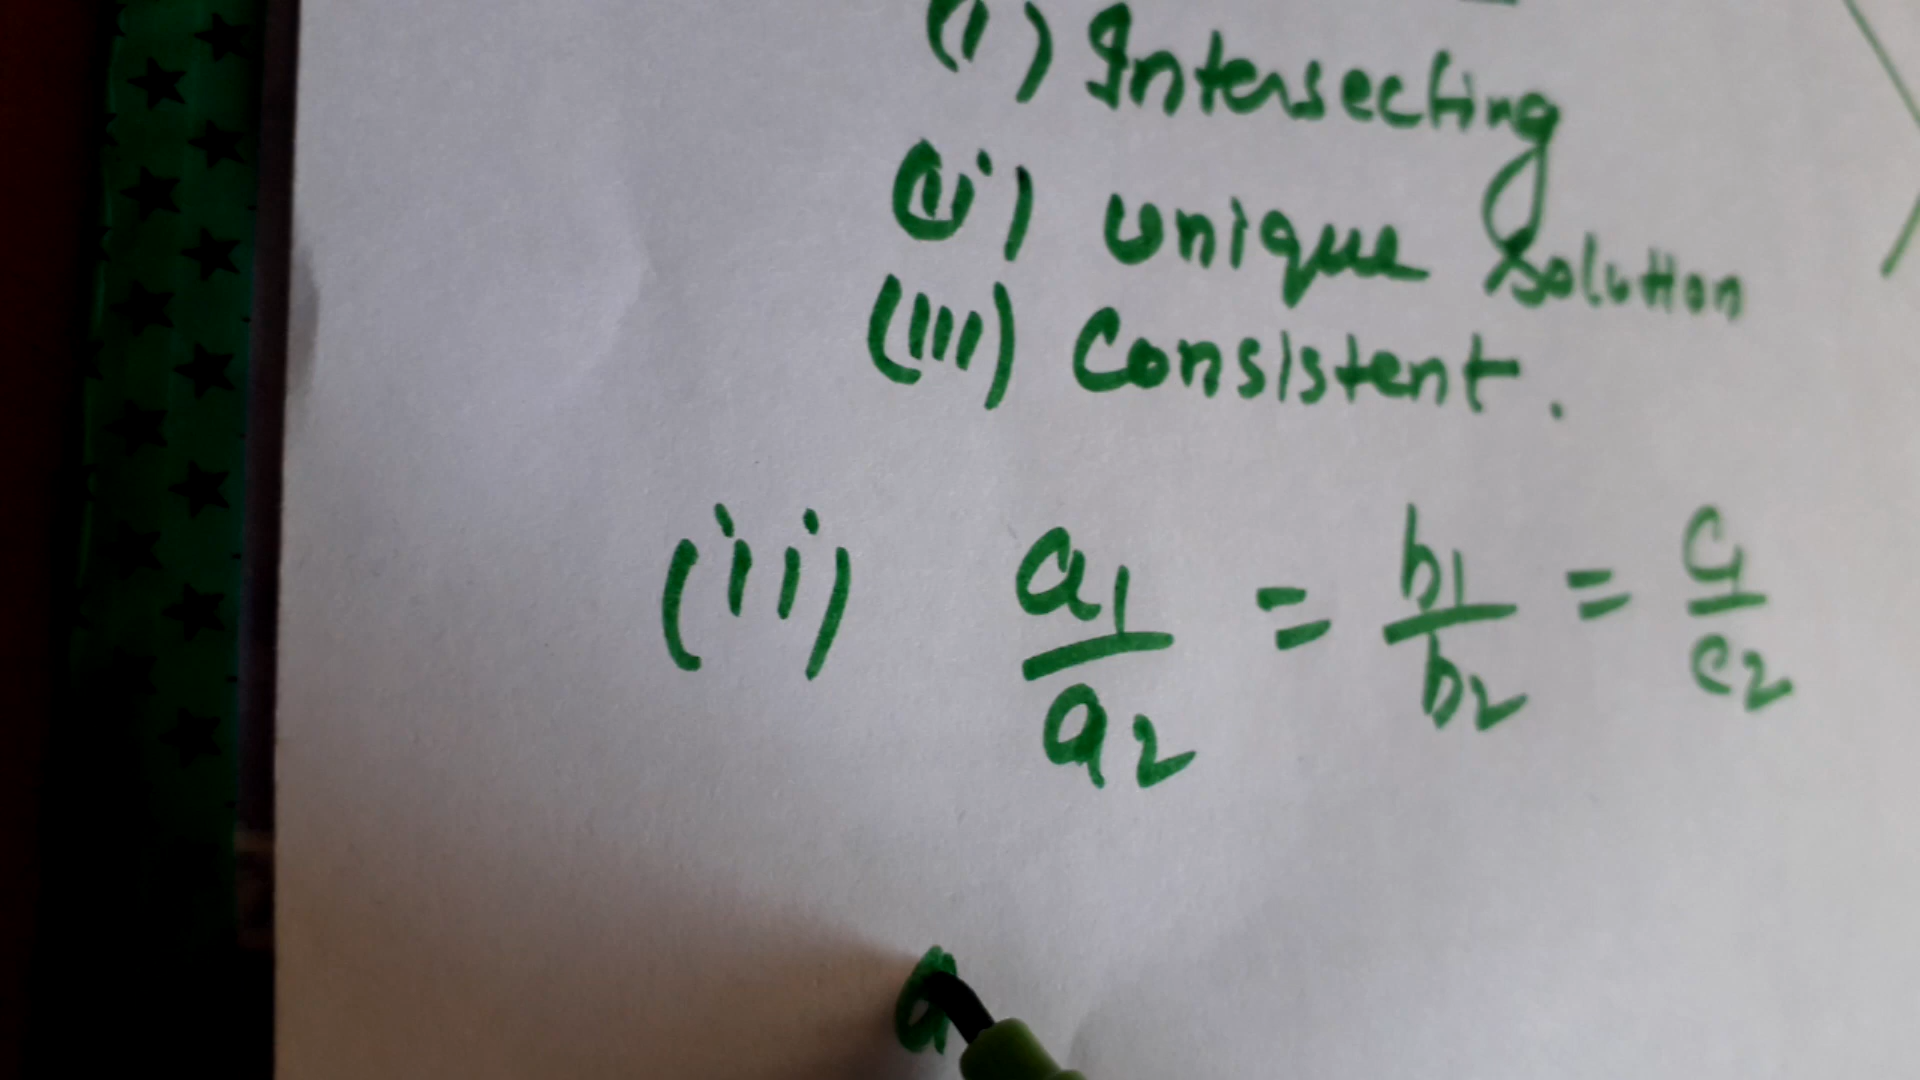 (i) Intersecting
(ii) unique solution
(iii) Consistent.
(ii) a1/a2 = b1/b2 = c1/c2
a